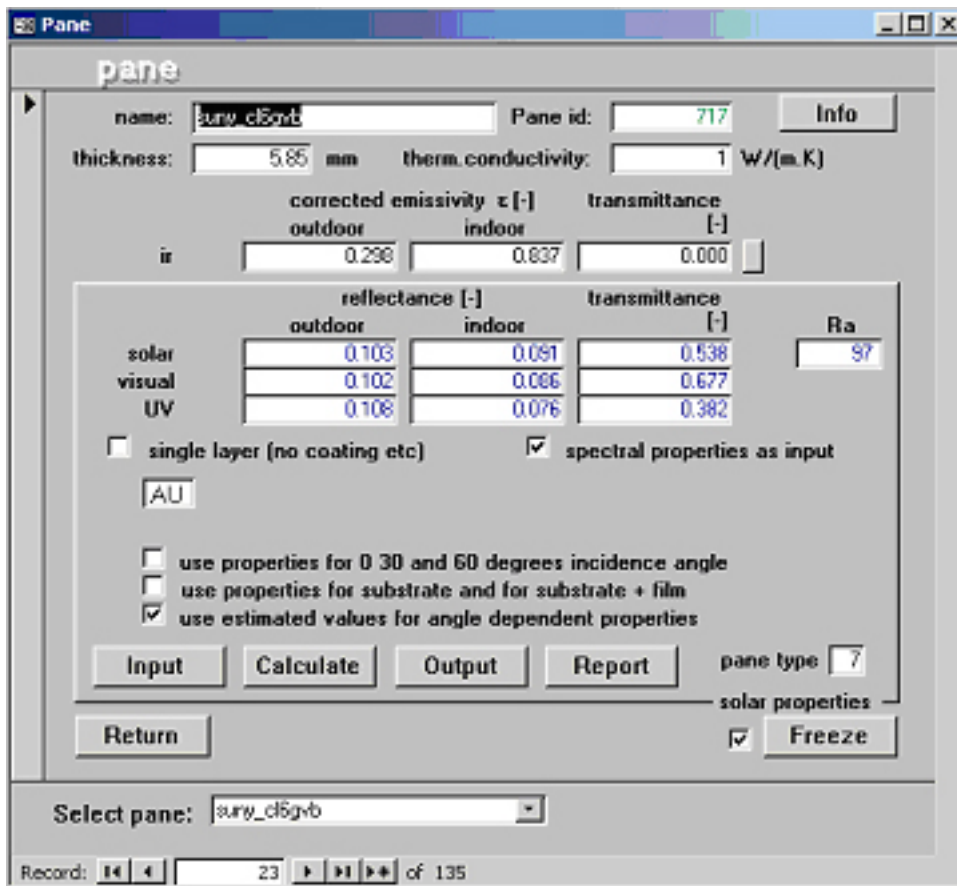 Pane
pane
name: suny_cl6gvb Pane id: 717 Info
thickness: 5.85 mm therm.conductivity: 1 W/(m.K)
corrected emissivity ε [-] transmittance
outdoor indoor [-]
ir 0.298 0.837 0.000
reflectance [-] transmittance
outdoor indoor [-] Ra
solar 0.103 0.091 0.538 97
visual 0.102 0.086 0.677
UV 0.108 0.076 0.382
single layer (no coating etc) spectral properties as input
AU
use properties for 0 30 and 60 degrees incidence angle
use properties for substrate and for substrate + film
use estimated values for angle dependent properties
Input Calculate Output Report pane type 7
solar properties
Return Freeze
Select pane: suny_cl6gvb
Record: 23 of 135